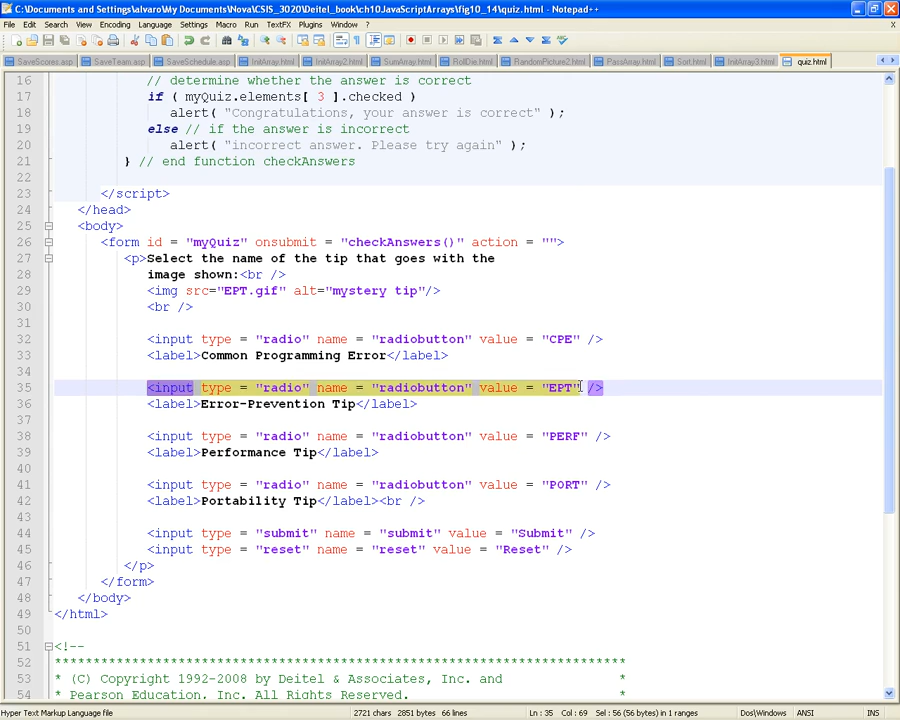 C:\Documents and Settings\alvaro\My Documents\Nova\CSIS_3020\Deitel_book\ch10.JavaScriptArrays\fig10_14\quiz.html - Notepad++
File Edit Search View Encoding Language Settings Macro Run TextFX Plugins Window ? X
SaveScores.asp SaveTeam.asp SaveSchedule.asp InitArray.html InitArray2.html SumArray.html RollDie.html RandomPicture2.html PassArray.html Sort.html InitArray3.html quiz.html
16 // determine whether the answer is correct
17 if ( myQuiz.elements[ 3 ].checked )
18 alert( "Congratulations, your answer is correct" );
19 else // if the answer is incorrect
20 alert( "incorrect answer. Please try again" );
21 } // end function checkAnswers
22
23 </script>
24 </head>
25 <body>
26 <form id = "myQuiz" onsubmit = "checkAnswers()" action = "">
27 <p>Select the name of the tip that goes with the
28 image shown:<br />
29 <img src="EPT.gif" alt="mystery tip"/>
30 <br />
31
32 <input type = "radio" name = "radiobutton" value = "CPE" />
33 <label>Common Programming Error</label>
34
35 <input type = "radio" name = "radiobutton" value = "EPT" />
36 <label>Error-Prevention Tip</label>
37
38 <input type = "radio" name = "radiobutton" value = "PERF" />
39 <label>Performance Tip</label>
40
41 <input type = "radio" name = "radiobutton" value = "PORT" />
42 <label>Portability Tip</label><br />
43
44 <input type = "submit" name = "submit" value = "Submit" />
45 <input type = "reset" name = "reset" value = "Reset" />
46 </p>
47 </form>
48 </body>
49 </html>
50
51 <!--
52 **************************************************************************
53 * (C) Copyright 1992-2008 by Deitel & Associates, Inc. and *
54 * Pearson Education, Inc. All Rights Reserved. *
Hyper Text Markup Language file 2721 chars 2851 bytes 66 lines Ln : 35 Col : 69 Sel : 56 (56 bytes) in 1 ranges Dos\Windows ANSI INS